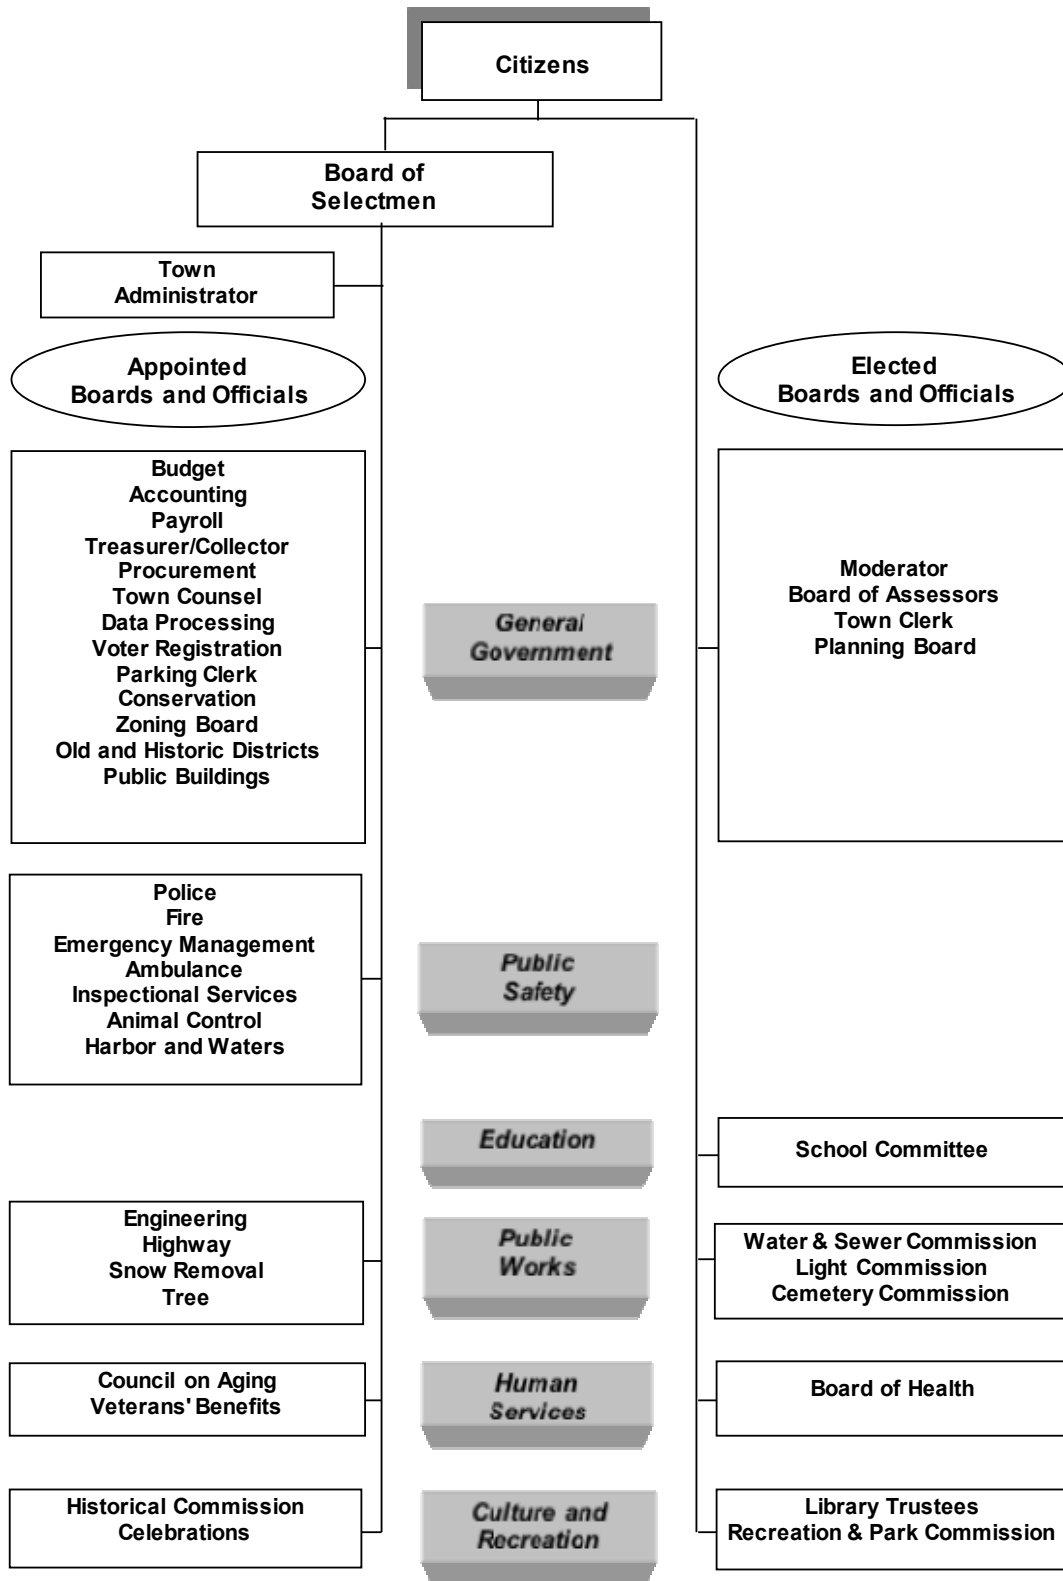 Citizens
Board of
Selectmen
Town
Administrator
Appointed
Boards and Officials
Elected
Boards and Officials
Budget
Accounting
Payroll
Treasurer/Collector
Procurement
Town Counsel
Data Processing
Voter Registration
Parking Clerk
Conservation
Zoning Board
Old and Historic Districts
Public Buildings
General
Government
Moderator
Board of Assessors
Town Clerk
Planning Board
Police
Fire
Emergency Management
Ambulance
Inspectional Services
Animal Control
Harbor and Waters
Public
Safety
Education
School Committee
Engineering
Highway
Snow Removal
Tree
Public
Works
Water & Sewer Commission
Light Commission
Cemetery Commission
Council on Aging
Veterans' Benefits
Human
Services
Board of Health
Historical Commission
Celebrations
Culture and
Recreation
Library Trustees
Recreation & Park Commission